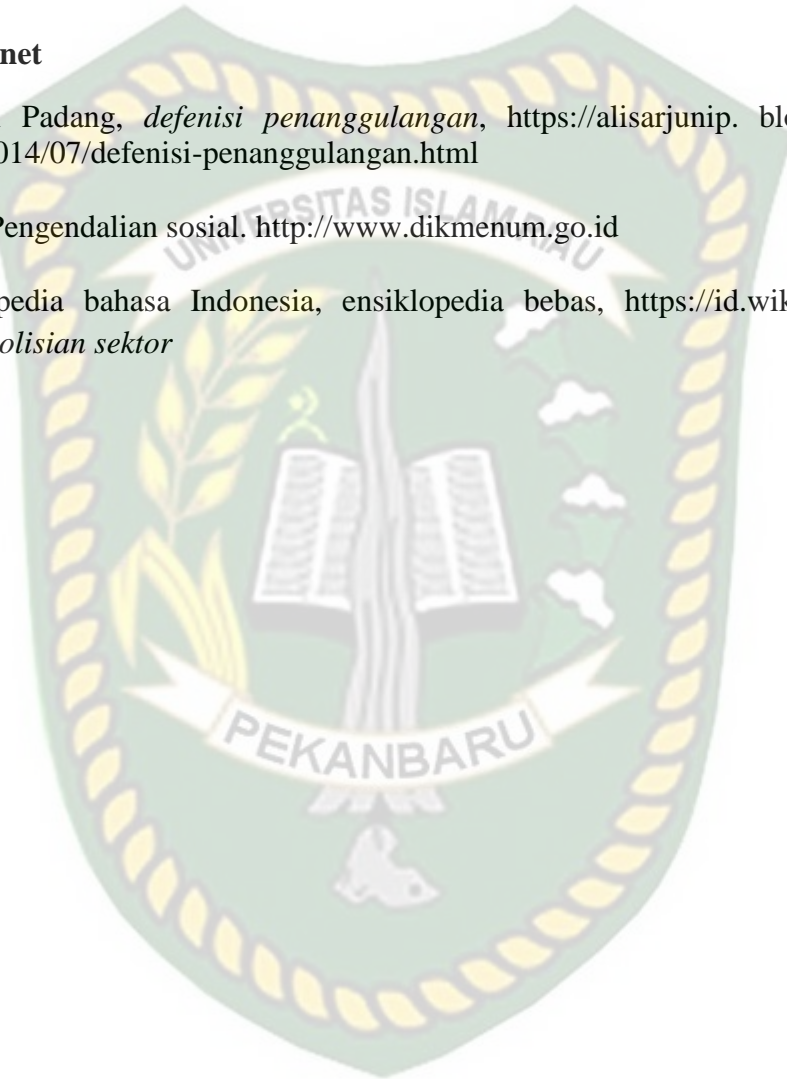 net
Padang, defenisi penanggulangan, https://alisarjunip. blo
014/07/defenisi-penanggulangan.html
UNIVERSITAS ISLAM RIAU
Pengendalian sosial. http://www.dikmenum.go.id
pedia bahasa Indonesia, ensiklopedia bebas, https://id.wik
olisian sektor
PEKANBARU